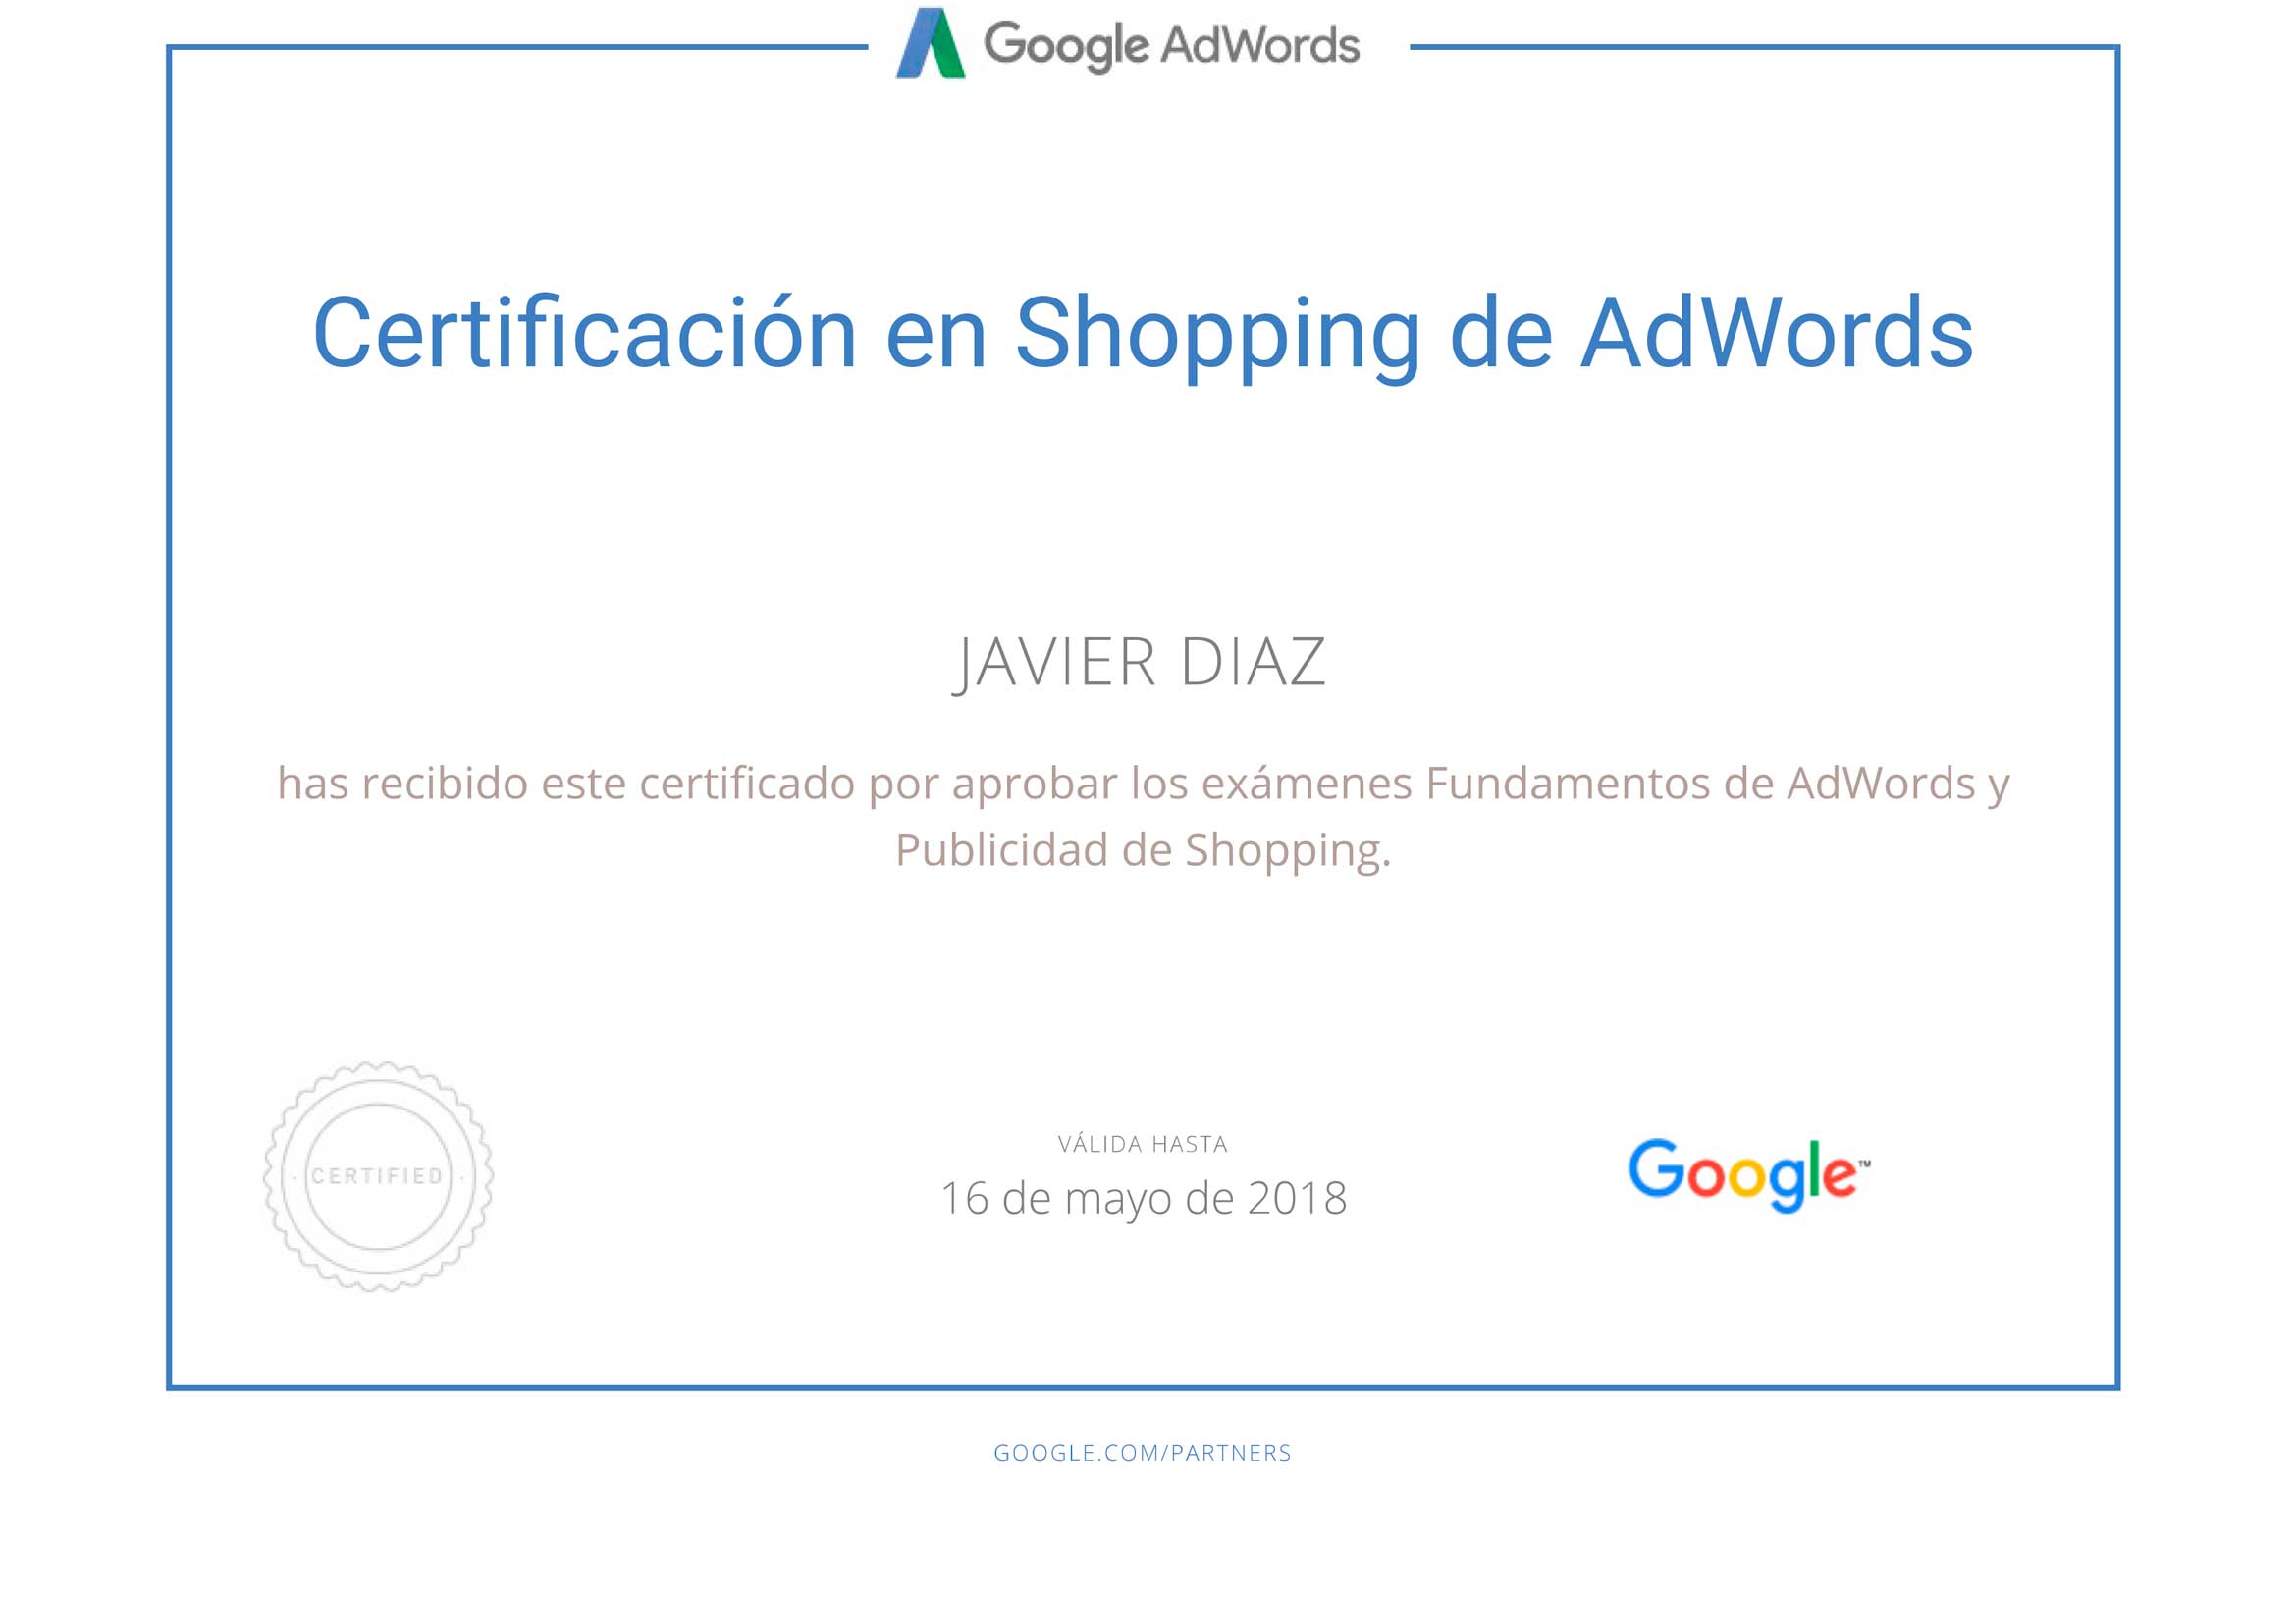 Google AdWords
Certificación en Shopping de AdWords
JAVIER DIAZ
has recibido este certificado por aprobar los exámenes Fundamentos de AdWords y
Publicidad de Shopping.
· CERTIFIED ·
VÁLIDA HASTA
16 de mayo de 2018
Google™
GOOGLE.COM/PARTNERS